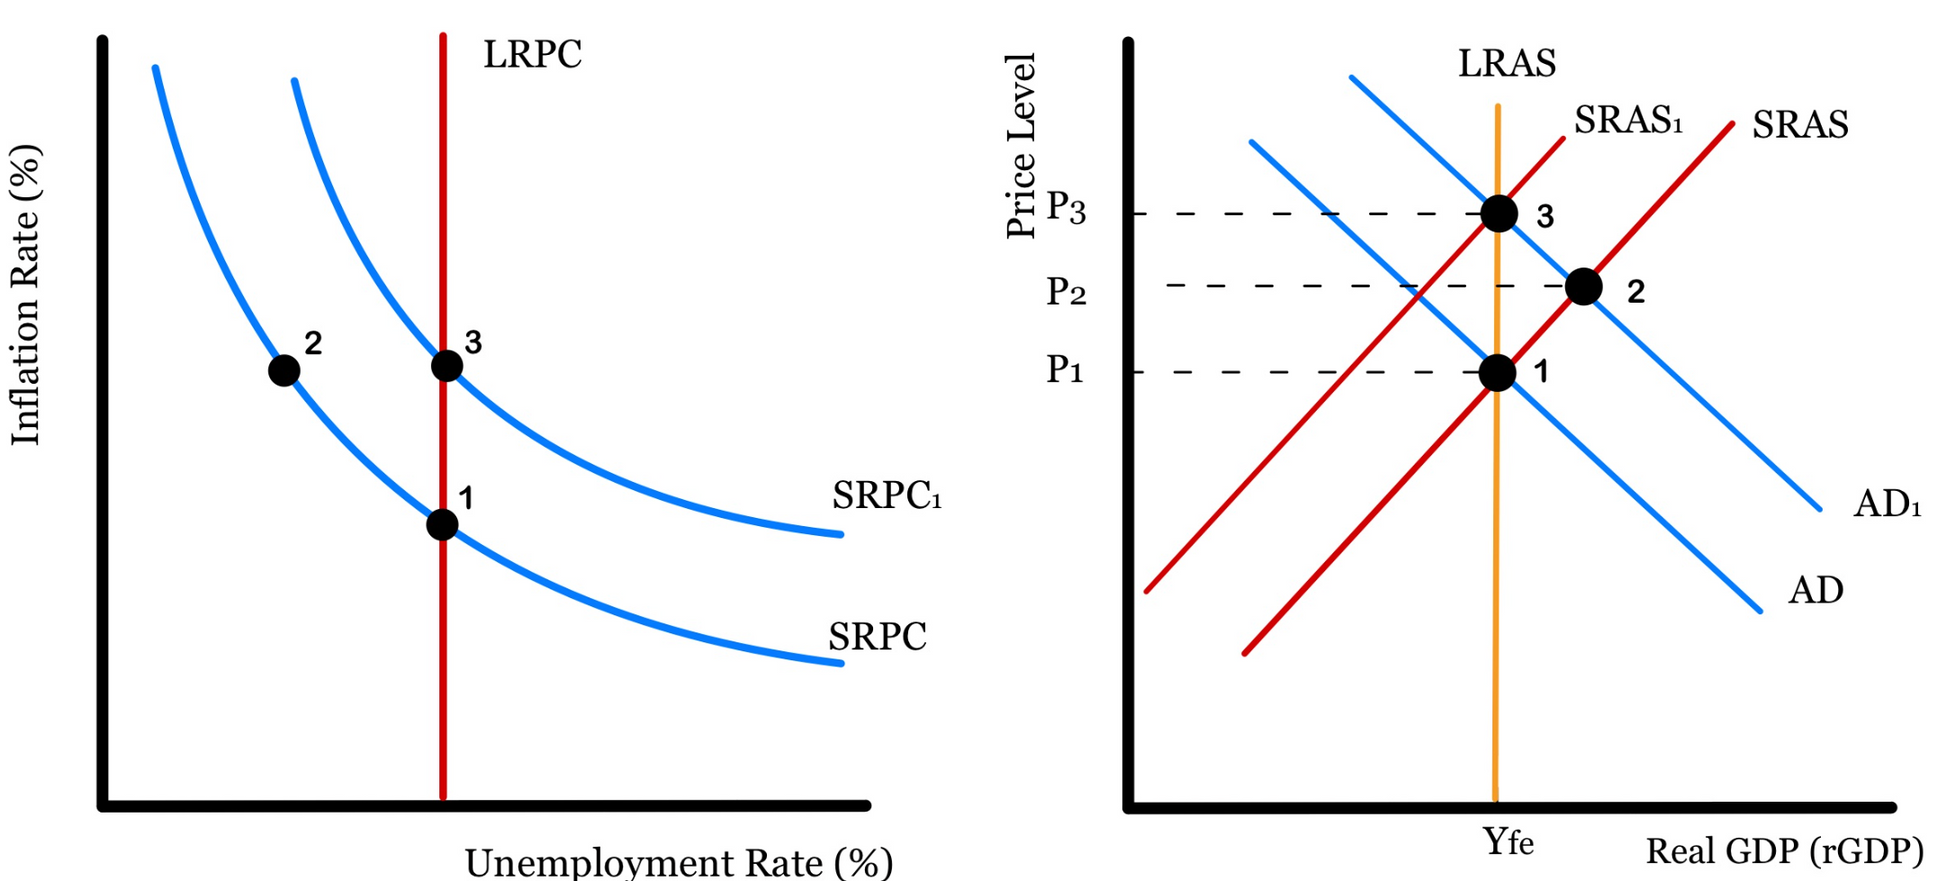 Inflation Rate (%)
LRPC
2
3
1
SRPC₁
SRPC
Unemployment Rate (%)
Price Level
LRAS
SRAS₁
SRAS
P3
3
P2
2
P1
1
AD₁
AD
Yfe
Real GDP (rGDP)